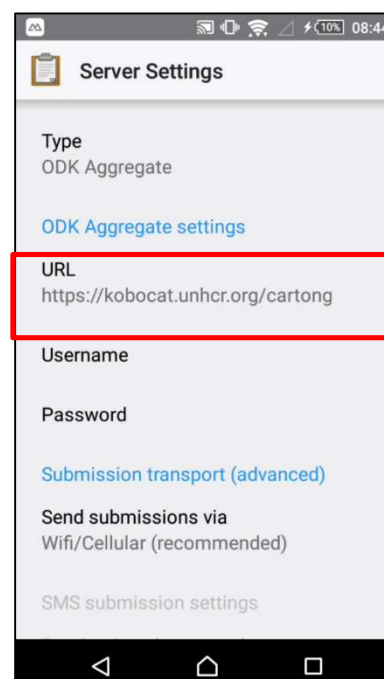 10% 08:44
Server Settings
Type
ODK Aggregate
ODK Aggregate settings
URL
https://kobocat.unhcr.org/cartong
Username
Password
Submission transport (advanced)
Send submissions via
Wifi/Cellular (recommended)
SMS submission settings